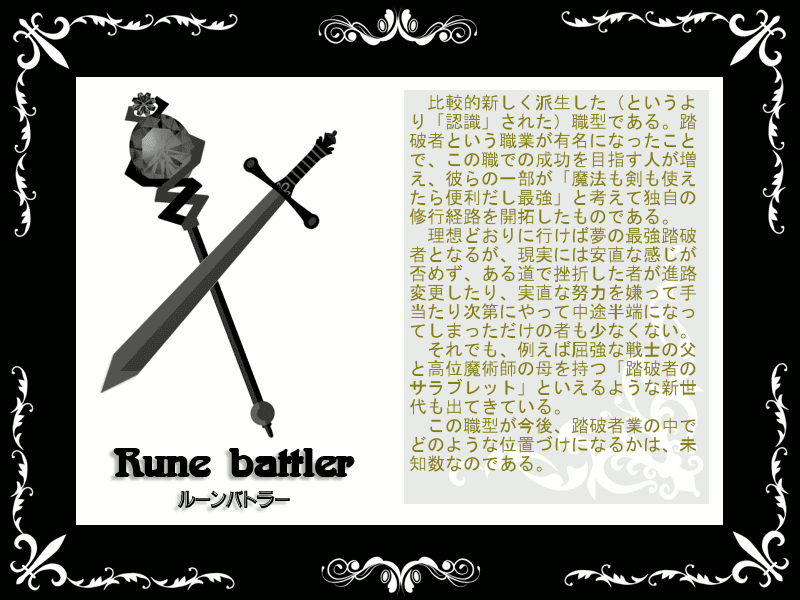 比較的新しく派生した（というよ
り「認識」された）職型である。踏
破者という職業が有名になったこと
で、この職での成功を目指す人が増
え、彼らの一部が「魔法も剣も使え
たら便利だし最強」と考えて独自の
修行経路を開拓したものである。
理想どおりに行けば夢の最強踏破
者となるが、現実には安直な感じが
否めず、ある道で挫折した者が進路
変更したり、実直な努力を嫌って手
当たり次第にやって中途半端になっ
てしまっただけの者も少なくない。
それでも、例えば屈強な戦士の父
と高位魔術師の母を持つ「踏破者の
サラブレット」といえるような新世
代も出てきている。
この職型が今後、踏破者業の中で
どのような位置づけになるかは、未
知数なのである。
Rune battler
ルーンバトラー